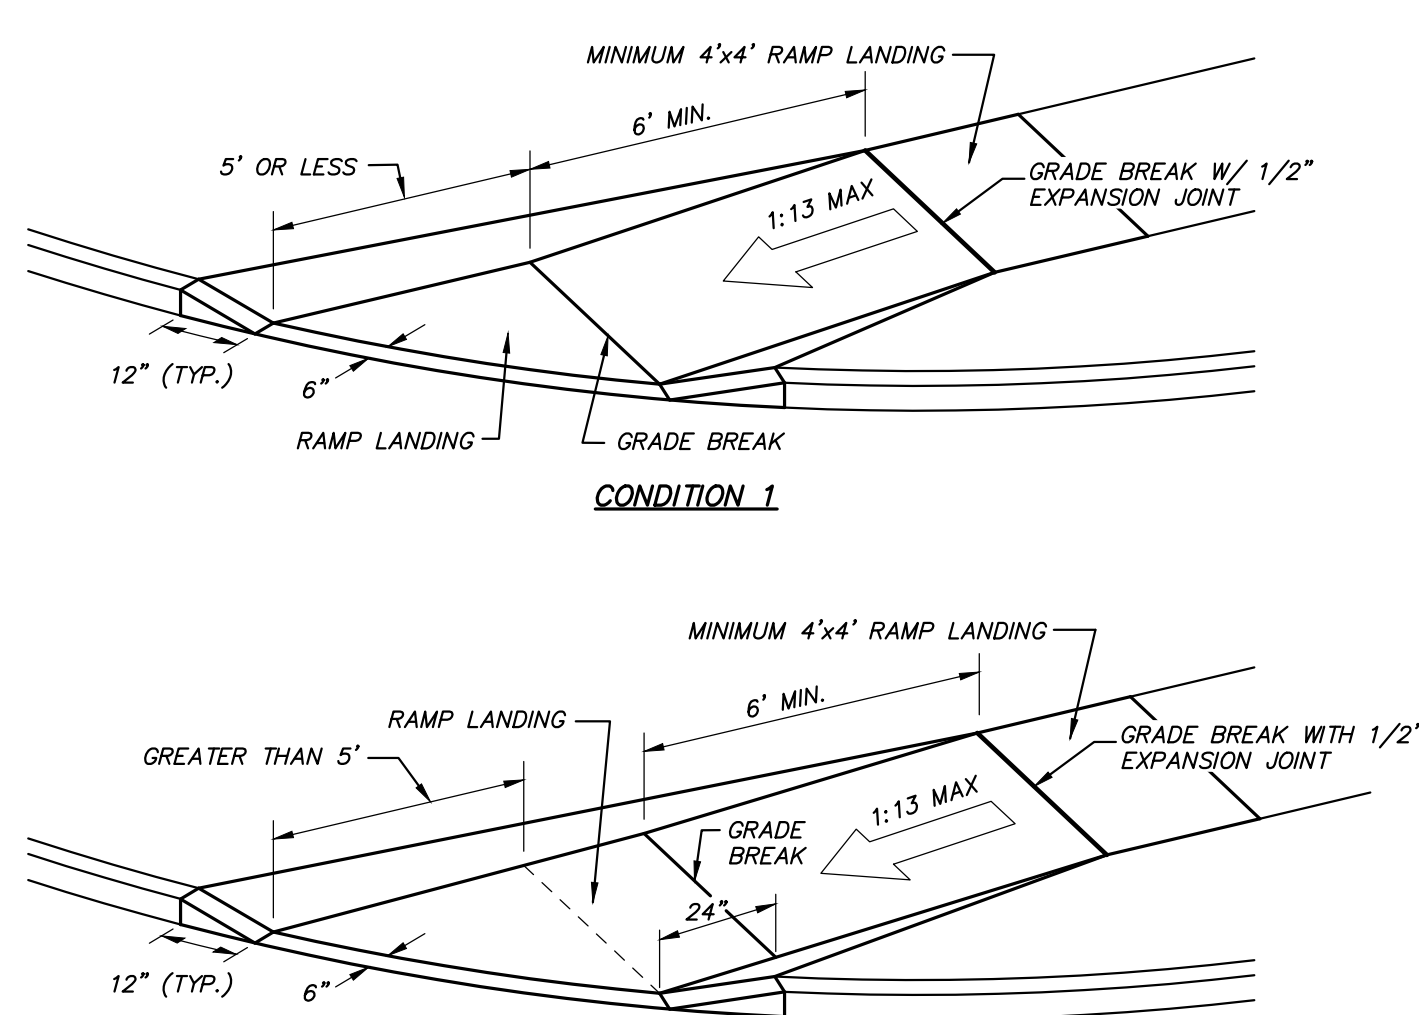 MINIMUM 4'x4' RAMP LANDING
6' MIN.
5' OR LESS
GRADE BREAK W/ 1/2"
EXPANSION JOINT
1:13 MAX
12" (TYP.)
6"
RAMP LANDING
GRADE BREAK
CONDITION 1
MINIMUM 4'x4' RAMP LANDING
6' MIN.
RAMP LANDING
GREATER THAN 5'
GRADE BREAK WITH 1/2'
EXPANSION JOINT
1:13 MAX
GRADE
BREAK
24"
12" (TYP.)
6"